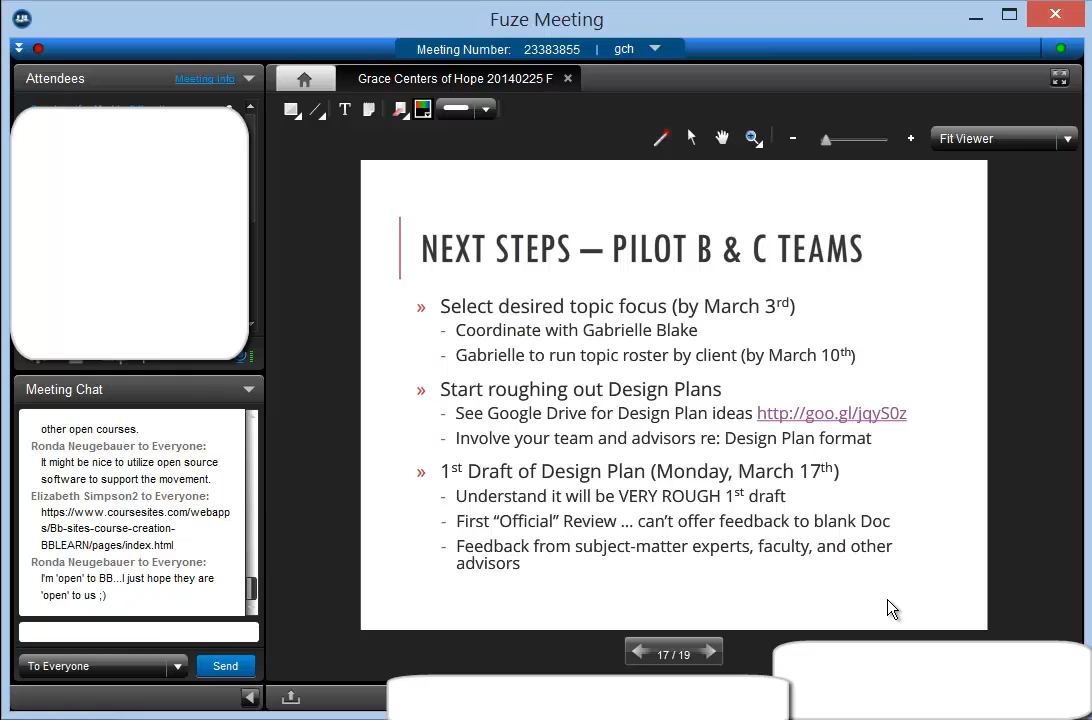 Fuze Meeting
Meeting Number: 23383855 | gch
Attendees
Meeting Info
Grace Centers of Hope 20140225 F
T
Fit Viewer
NEXT STEPS – PILOT B & C TEAMS
» Select desired topic focus (by March 3rd)
- Coordinate with Gabrielle Blake
- Gabrielle to run topic roster by client (by March 10th)
» Start roughing out Design Plans
- See Google Drive for Design Plan ideas http://goo.gl/jqyS0z
- Involve your team and advisors re: Design Plan format
» 1st Draft of Design Plan (Monday, March 17th)
- Understand it will be VERY ROUGH 1st draft
- First “Official” Review … can’t offer feedback to blank Doc
- Feedback from subject-matter experts, faculty, and other
advisors
17 / 19
Meeting Chat
other open courses.
Ronda Neugebauer to Everyone:
It might be nice to utilize open source
software to support the movement.
Elizabeth Simpson2 to Everyone:
https://www.coursesites.com/webapp
s/Bb-sites-course-creation-
BBLEARN/pages/index.html
Ronda Neugebauer to Everyone:
I'm 'open' to BB...I just hope they are
'open' to us ;)
To Everyone
Send